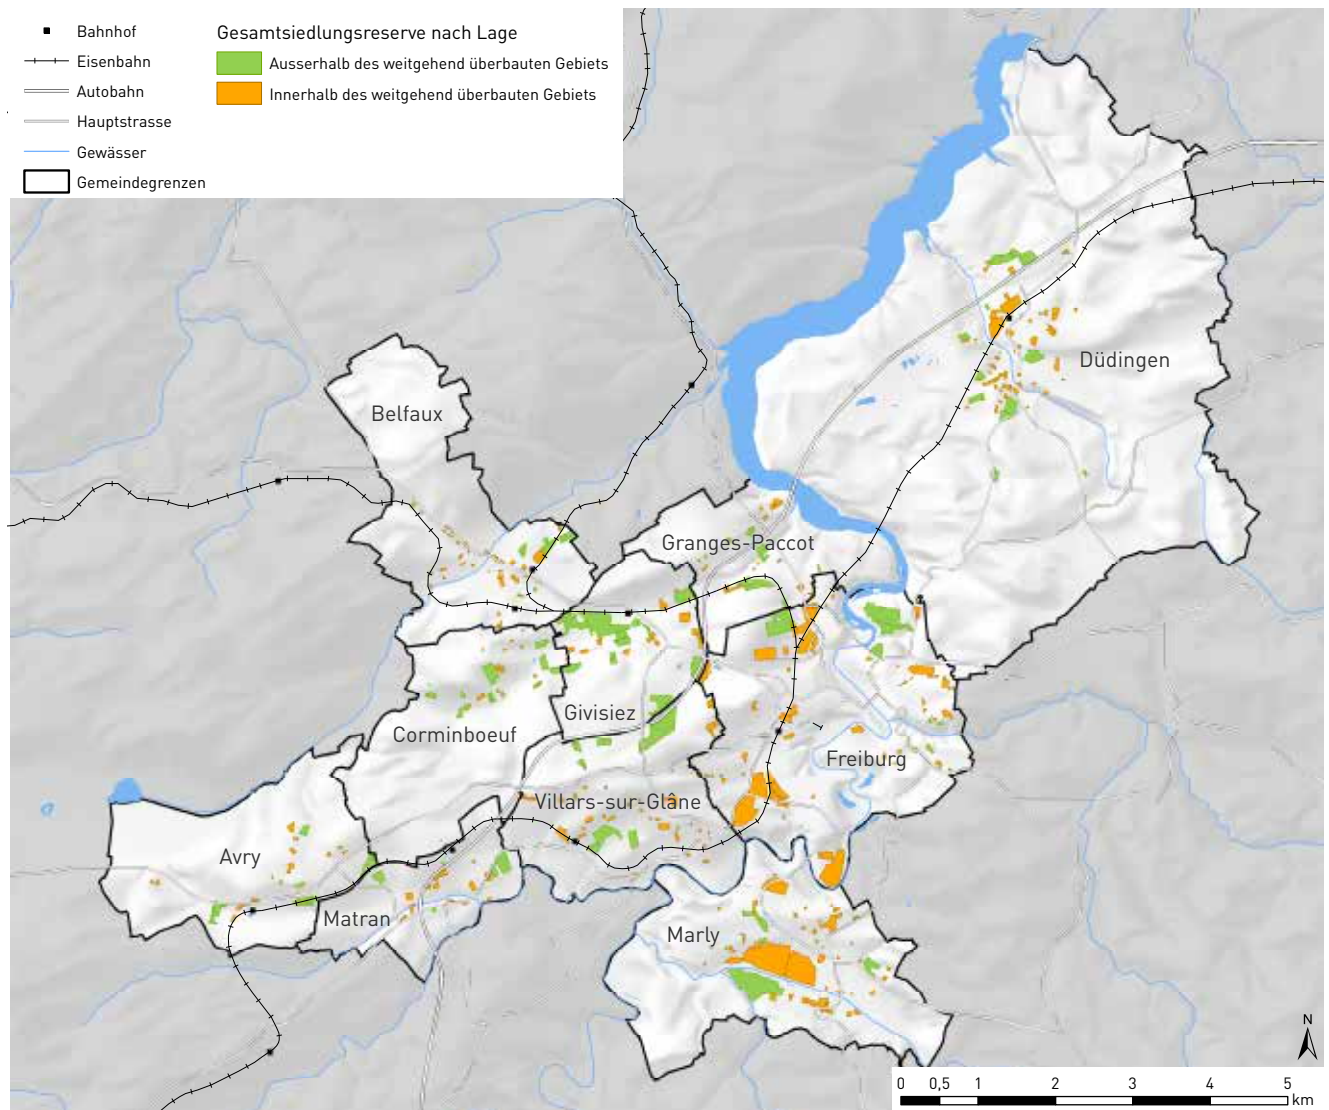 Bahnhof
Eisenbahn
Autobahn
Hauptstrasse
Gewässer
Gemeindegrenzen
Gesamtsiedlungsreserve nach Lage
Ausserhalb des weitgehend überbauten Gebiets
Innerhalb des weitgehend überbauten Gebiets
Düdingen
Belfaux
Granges-Paccot
Givisiez
Corminboeuf
Freiburg
Villars-sur-Glâne
Avry
Matran
Marly
N
0 0,5 1 2 3 4 5
km